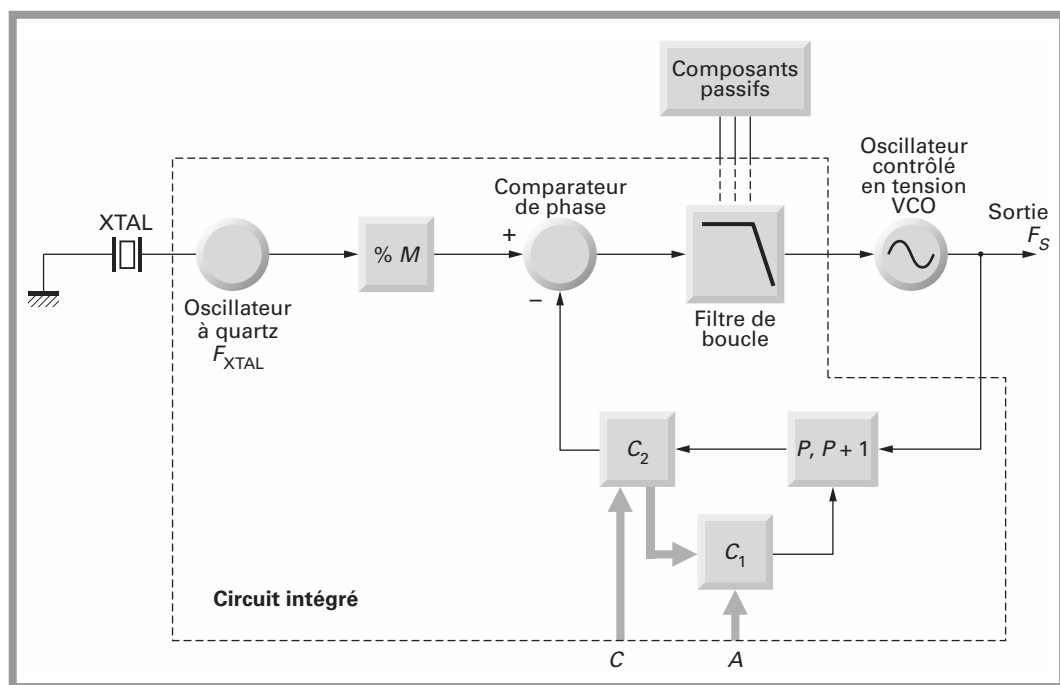 Composants
passifs
Oscillateur
contrôlé
en tension
VCO
Comparateur
de phase
Sortie
F_S
XTAL
+
% M
−
Oscillateur
à quartz
F_XTAL
Filtre de
boucle
C_2
P, P + 1
C_1
Circuit intégré
C
A